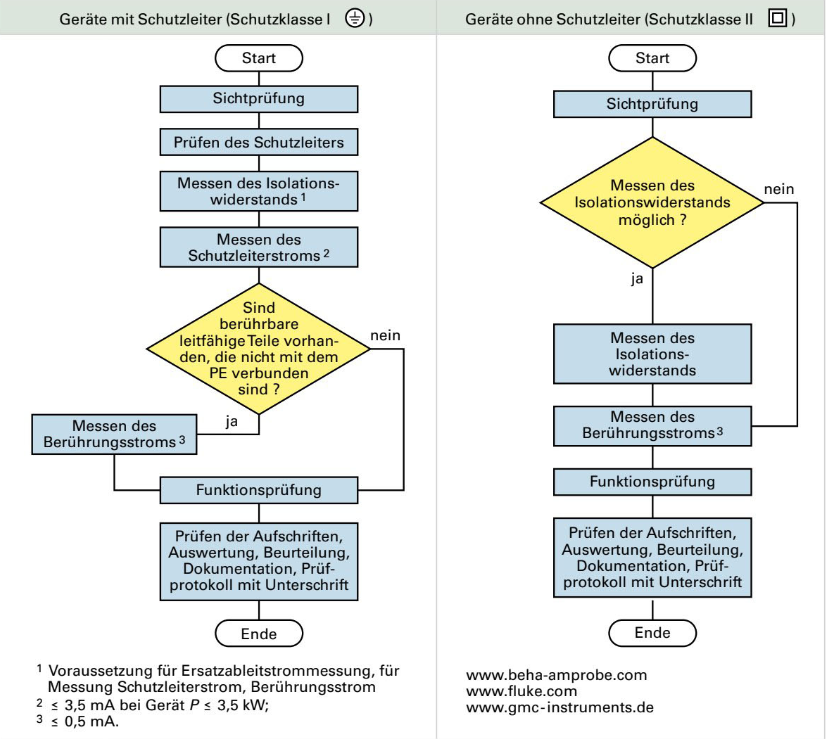 Geräte mit Schutzleiter (Schutzklasse I )
Start
Sichtprüfung
Prüfen des Schutzleiters
Messen des Isolations-
widerstands 1
Messen des
Schutzleiterstroms 2
Sind
berührbare
leitfähige Teile vorhan-
den, die nicht mit dem
PE verbunden
sind ?
nein
ja
Messen des
Berührungsstroms 3
Funktionsprüfung
Prüfen der Aufschriften,
Auswertung, Beurteilung,
Dokumentation, Prüf-
protokoll mit Unterschrift
Ende
1 Voraussetzung für Ersatzableitstrommessung, für
Messung Schutzleiterstrom, Berührungsstrom
2 ≤ 3,5 mA bei Gerät P ≤ 3,5 kW;
3 ≤ 0,5 mA.
Geräte ohne Schutzleiter (Schutzklasse II )
Start
Sichtprüfung
Messen des
Isolationswiderstands
möglich ?
nein
ja
Messen des
Isolations-
widerstands
Messen des
Berührungsstroms 3
Funktionsprüfung
Prüfen der Aufschriften,
Auswertung, Beurteilung,
Dokumentation, Prüf-
protokoll mit Unterschrift
Ende
www.beha-amprobe.com
www.fluke.com
www.gmc-instruments.de